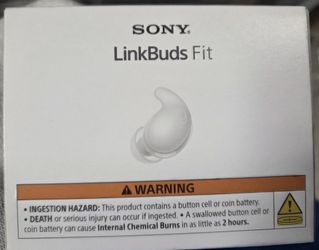 SONY
LinkBuds Fit
WARNING
• INGESTION HAZARD: This product contains a button cell or coin battery.
• DEATH or serious injury can occur if ingested. • A swallowed button cell or
coin battery can cause Internal Chemical Burns in as little as 2 hours.